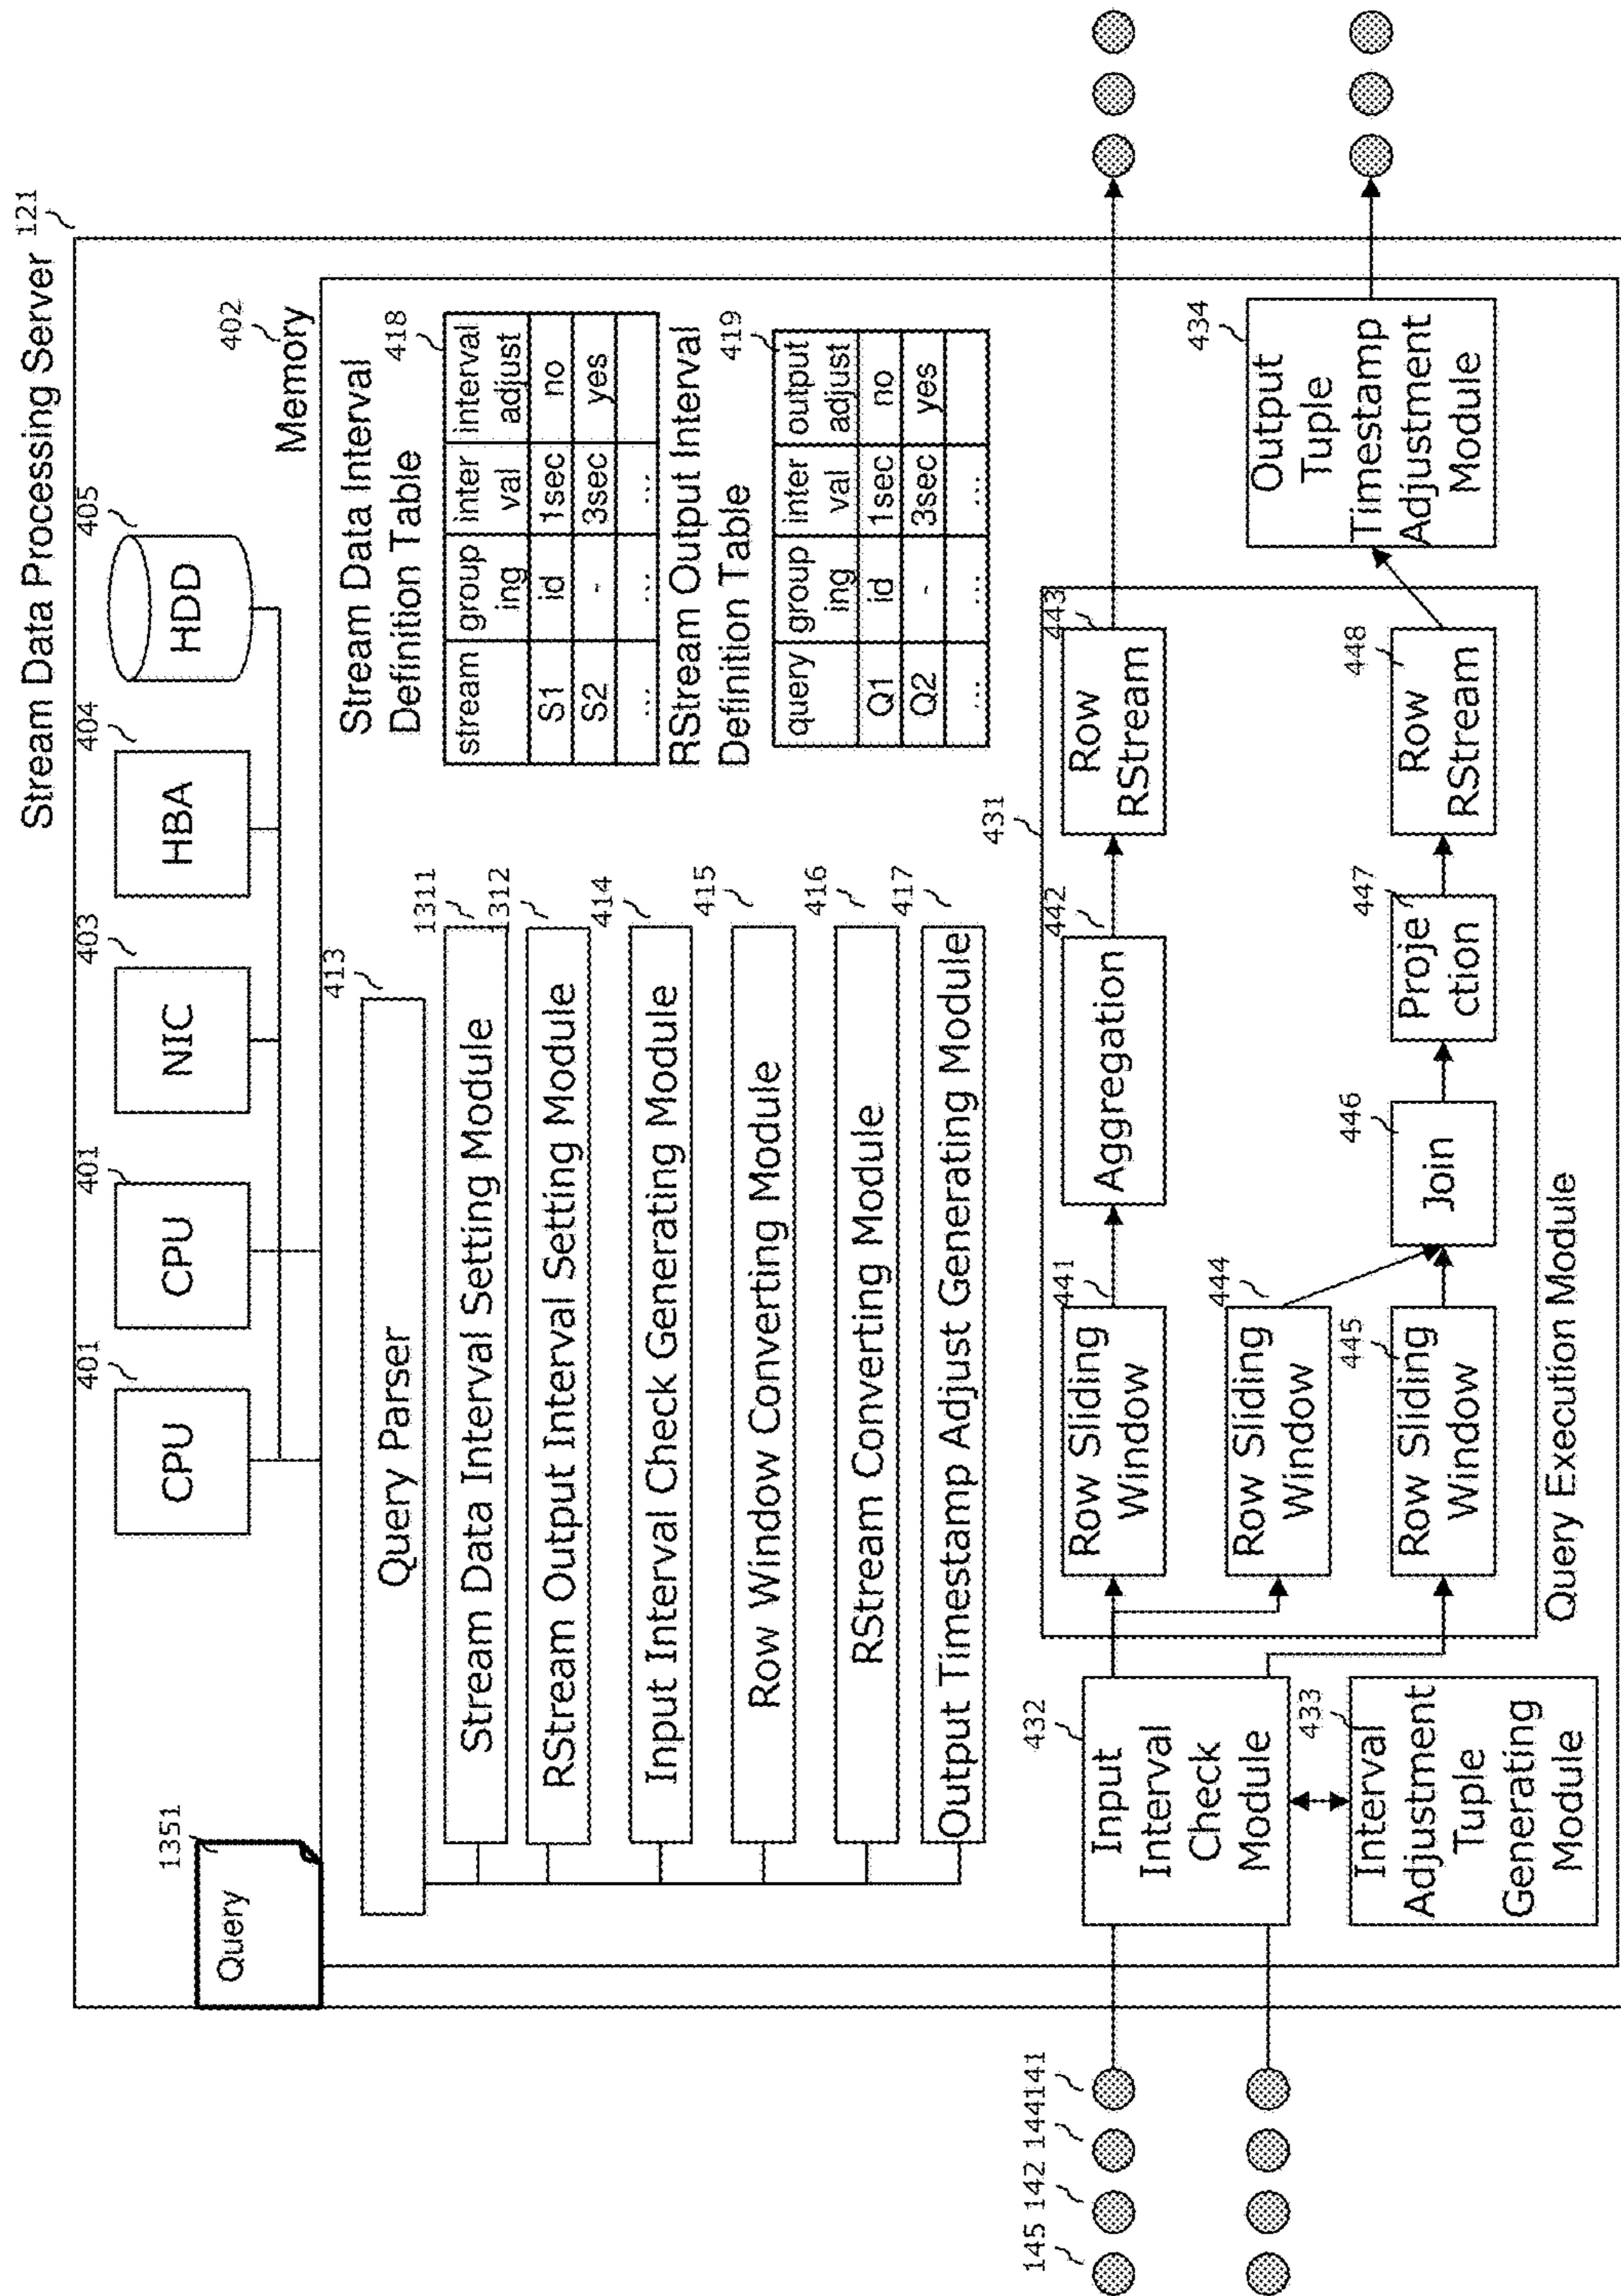 Stream Data Processing Server 121
Query 1351
CPU 401
CPU 401
NIC 403
HBA 404
HDD 405
Memory 402
Query Parser 413
Stream Data Interval Setting Module 1311
RStream Output Interval Setting Module 1312
Input Interval Check Generating Module 414
Row Window Converting Module 415
RStream Converting Module 416
Output Timestamp Adjust Generating Module 417
Stream Data Interval
Definition Table 418
stream grouping interval interval adjust
S1 id 1sec no
S2 - 3sec yes
... ... ...
RStream Output Interval
Definition Table 419
query grouping interval output adjust
Q1 id 1sec no
Q2 - 3sec yes
... ... ...
145 142 144 141
432
Input
Interval
Check
Module
433
Interval
Adjustment
Tuple
Generating
Module
431
441
Row Sliding
Window
442
Aggregation
443
Row
RStream
444
Row Sliding
Window
445
Row Sliding
Window
446
Join
447
Proje
ction
448
Row
RStream
Query Execution Module
434
Output
Tuple
Timestamp
Adjustment
Module